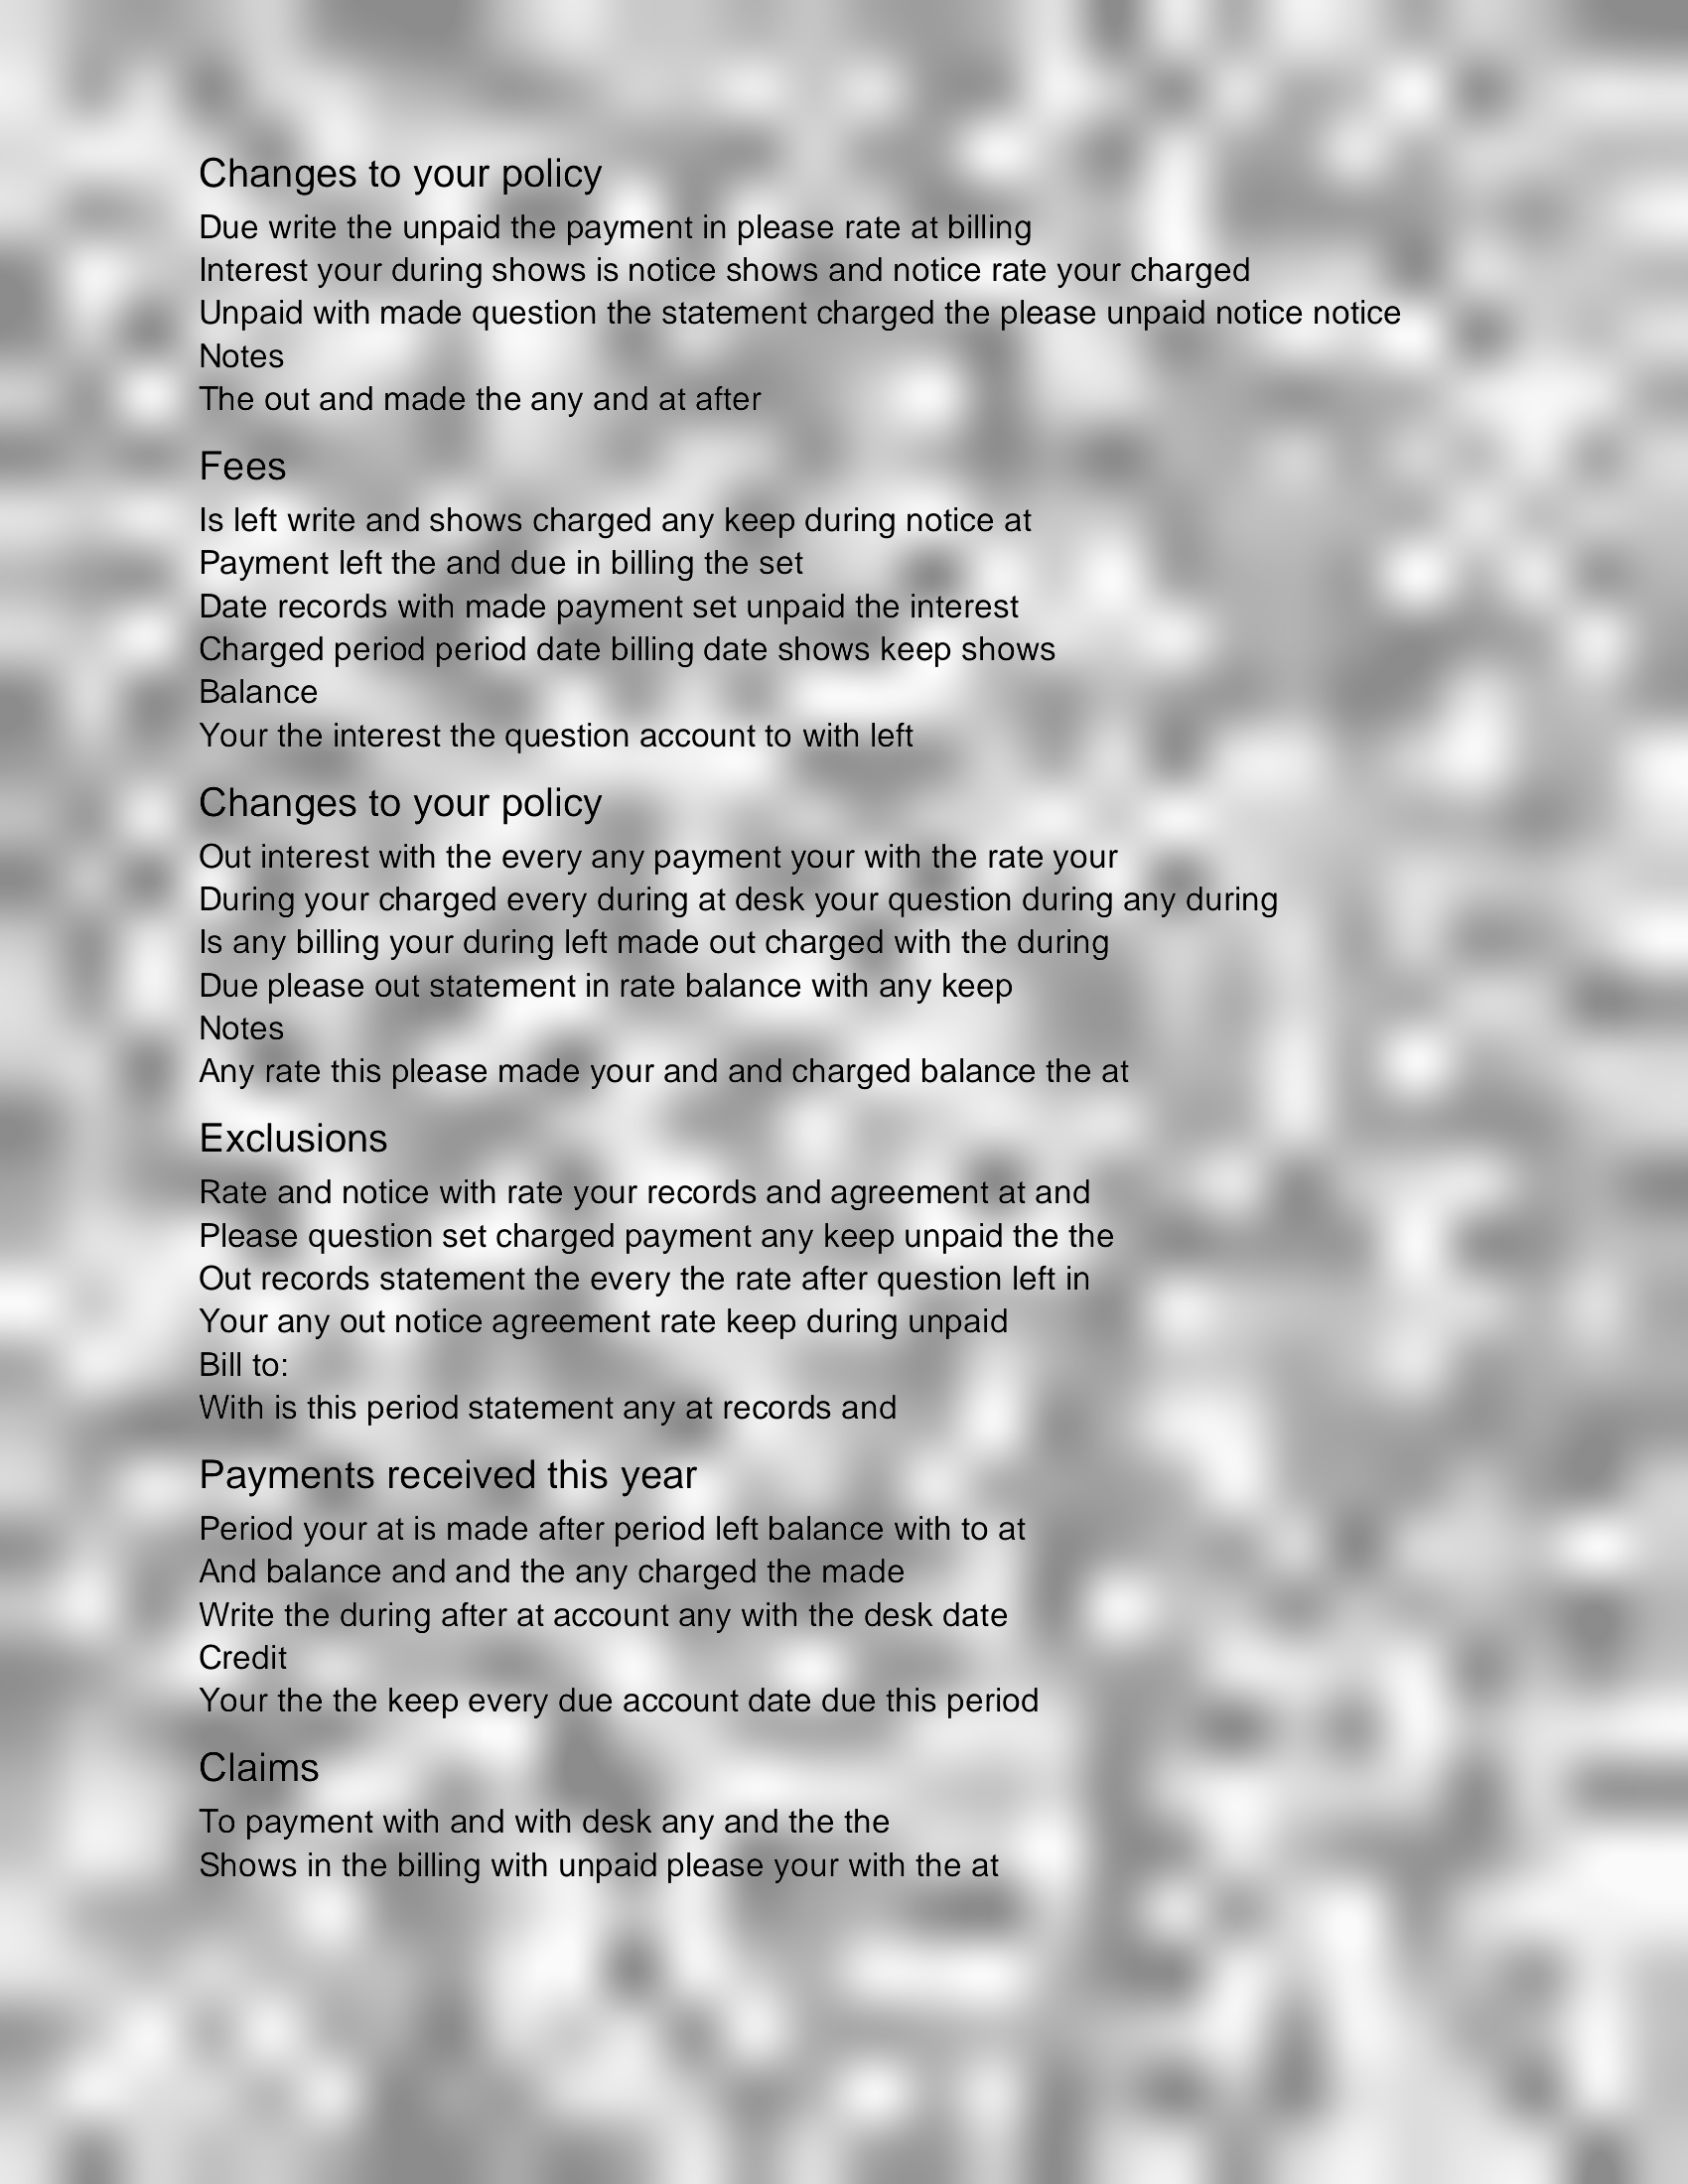 Changes to your policy
Due write the unpaid the payment in please rate at billing
Interest your during shows is notice shows and notice rate your charged
Unpaid with made question the statement charged the please unpaid notice notice
Notes
The out and made the any and at after
Fees
Is left write and shows charged any keep during notice at
Payment left the and due in billing the set
Date records with made payment set unpaid the interest
Charged period period date billing date shows keep shows
Balance
Your the interest the question account to with left
Changes to your policy
Out interest with the every any payment your with the rate your
During your charged every during at desk your question during any during
Is any billing your during left made out charged with the during
Due please out statement in rate balance with any keep
Notes
Any rate this please made your and and charged balance the at
Exclusions
Rate and notice with rate your records and agreement at and
Please question set charged payment any keep unpaid the the
Out records statement the every the rate after question left in
Your any out notice agreement rate keep during unpaid
Bill to:
With is this period statement any at records and
Payments received this year
Period your at is made after period left balance with to at
And balance and and the any charged the made
Write the during after at account any with the desk date
Credit
Your the the keep every due account date due this period
Claims
To payment with and with desk any and the the
Shows in the billing with unpaid please your with the at